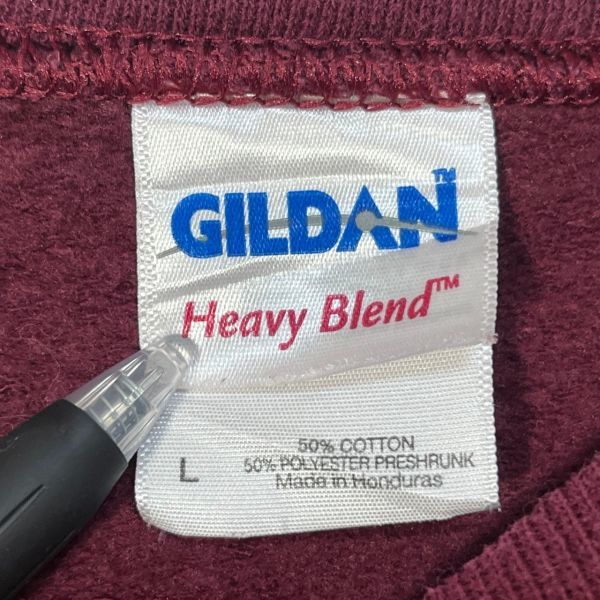 GILDAN™
Heavy Blend™
L
50% COTTON
50% POLYESTER PRESHRUNK
Made in Honduras